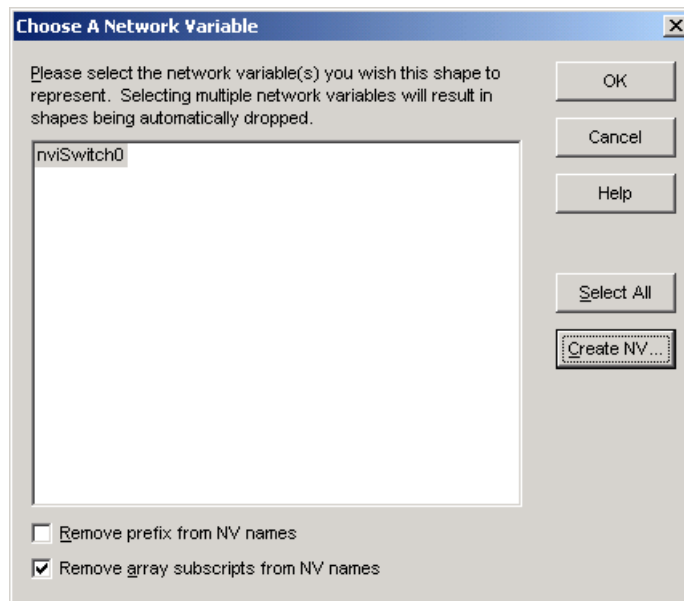 Choose A Network Variable
Please select the network variable(s) you wish this shape to
represent. Selecting multiple network variables will result in
shapes being automatically dropped.
OK
Cancel
Help
nviSwitch0
Select All
Create NV...
Remove prefix from NV names
Remove array subscripts from NV names